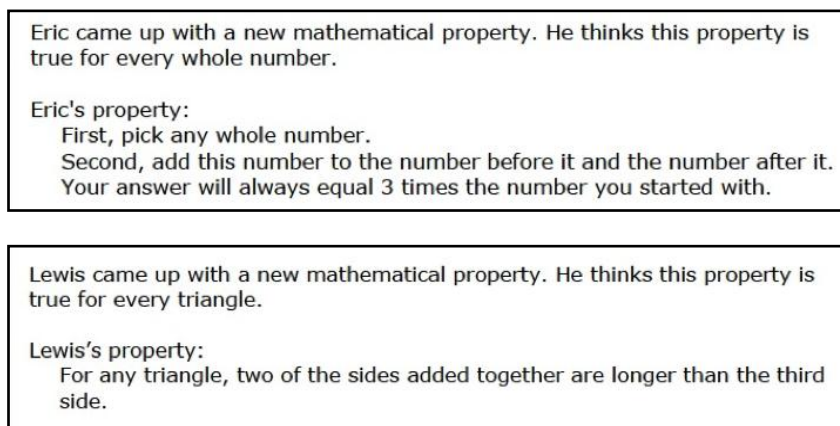 Eric came up with a new mathematical property. He thinks this property is
true for every whole number.
Eric's property:
First, pick any whole number.
Second, add this number to the number before it and the number after it.
Your answer will always equal 3 times the number you started with.
Lewis came up with a new mathematical property. He thinks this property is
true for every triangle.
Lewis’s property:
For any triangle, two of the sides added together are longer than the third
side.